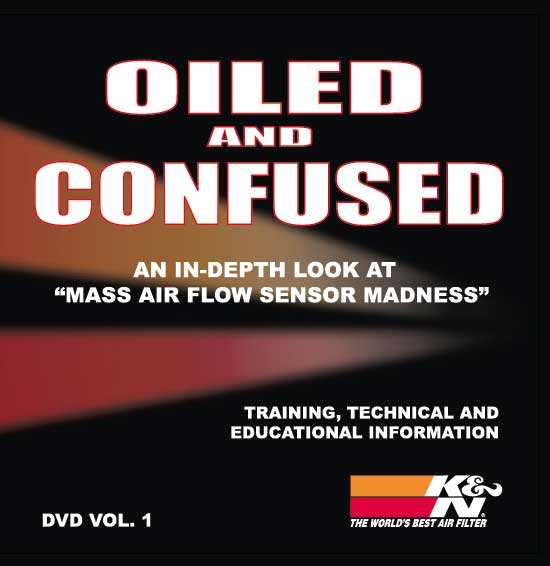 OILED
AND
CONFUSED
AN IN-DEPTH LOOK AT
“MASS AIR FLOW SENSOR MADNESS”
TRAINING, TECHNICAL AND
EDUCATIONAL INFORMATION
K&N
THE WORLD'S BEST AIR FILTER
DVD VOL. 1